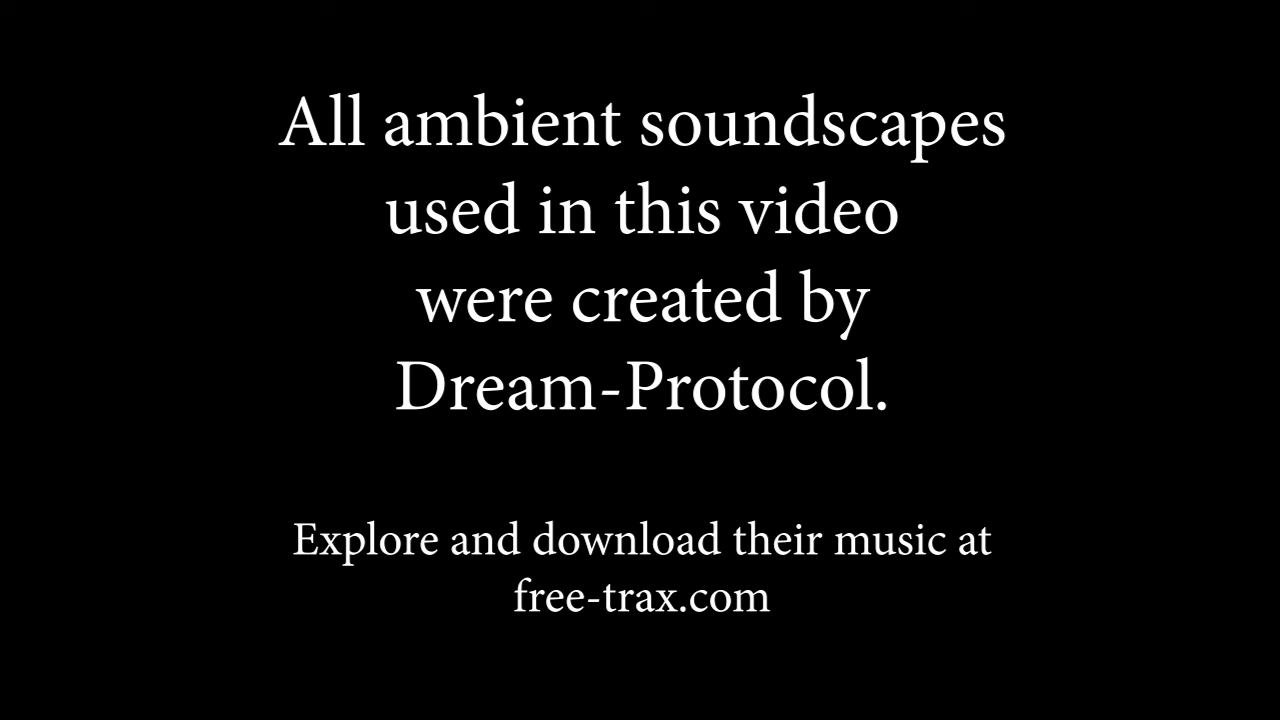 All ambient soundscapes
used in this video
were created by
Dream-Protocol.
Explore and download their music at
free-trax.com